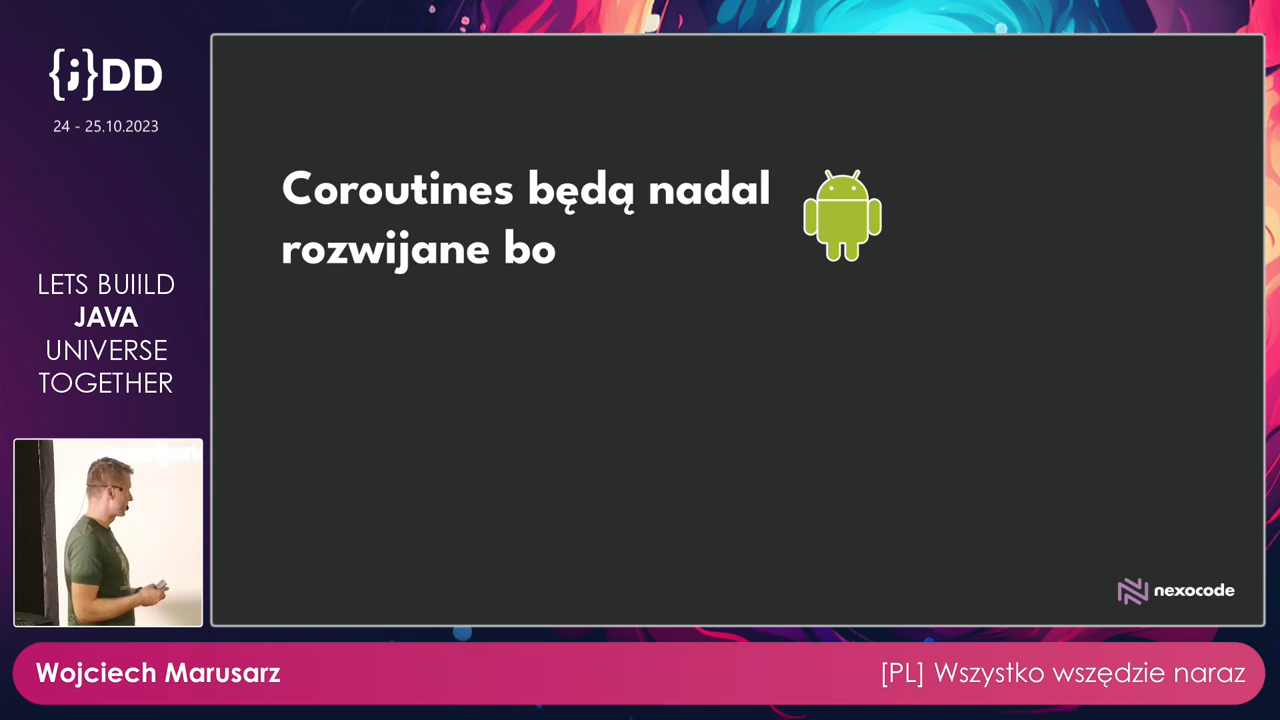 {j}DD
24 - 25.10.2023
LETS BUIILD
JAVA
UNIVERSE
TOGETHER
Coroutines będą nadal
rozwijane bo
nexocode
Wojciech Marusarz
[PL] Wszystko wszędzie naraz